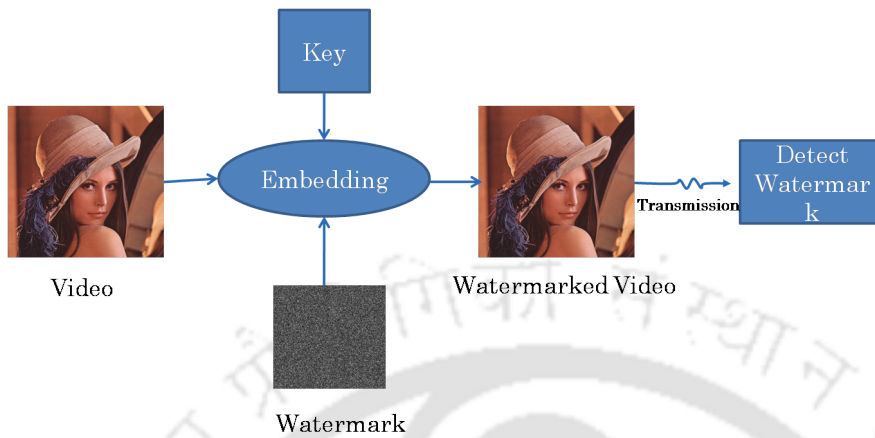 Key
Embedding
Detect
Watermar
k
Transmission
Video
Watermarked Video
Watermark